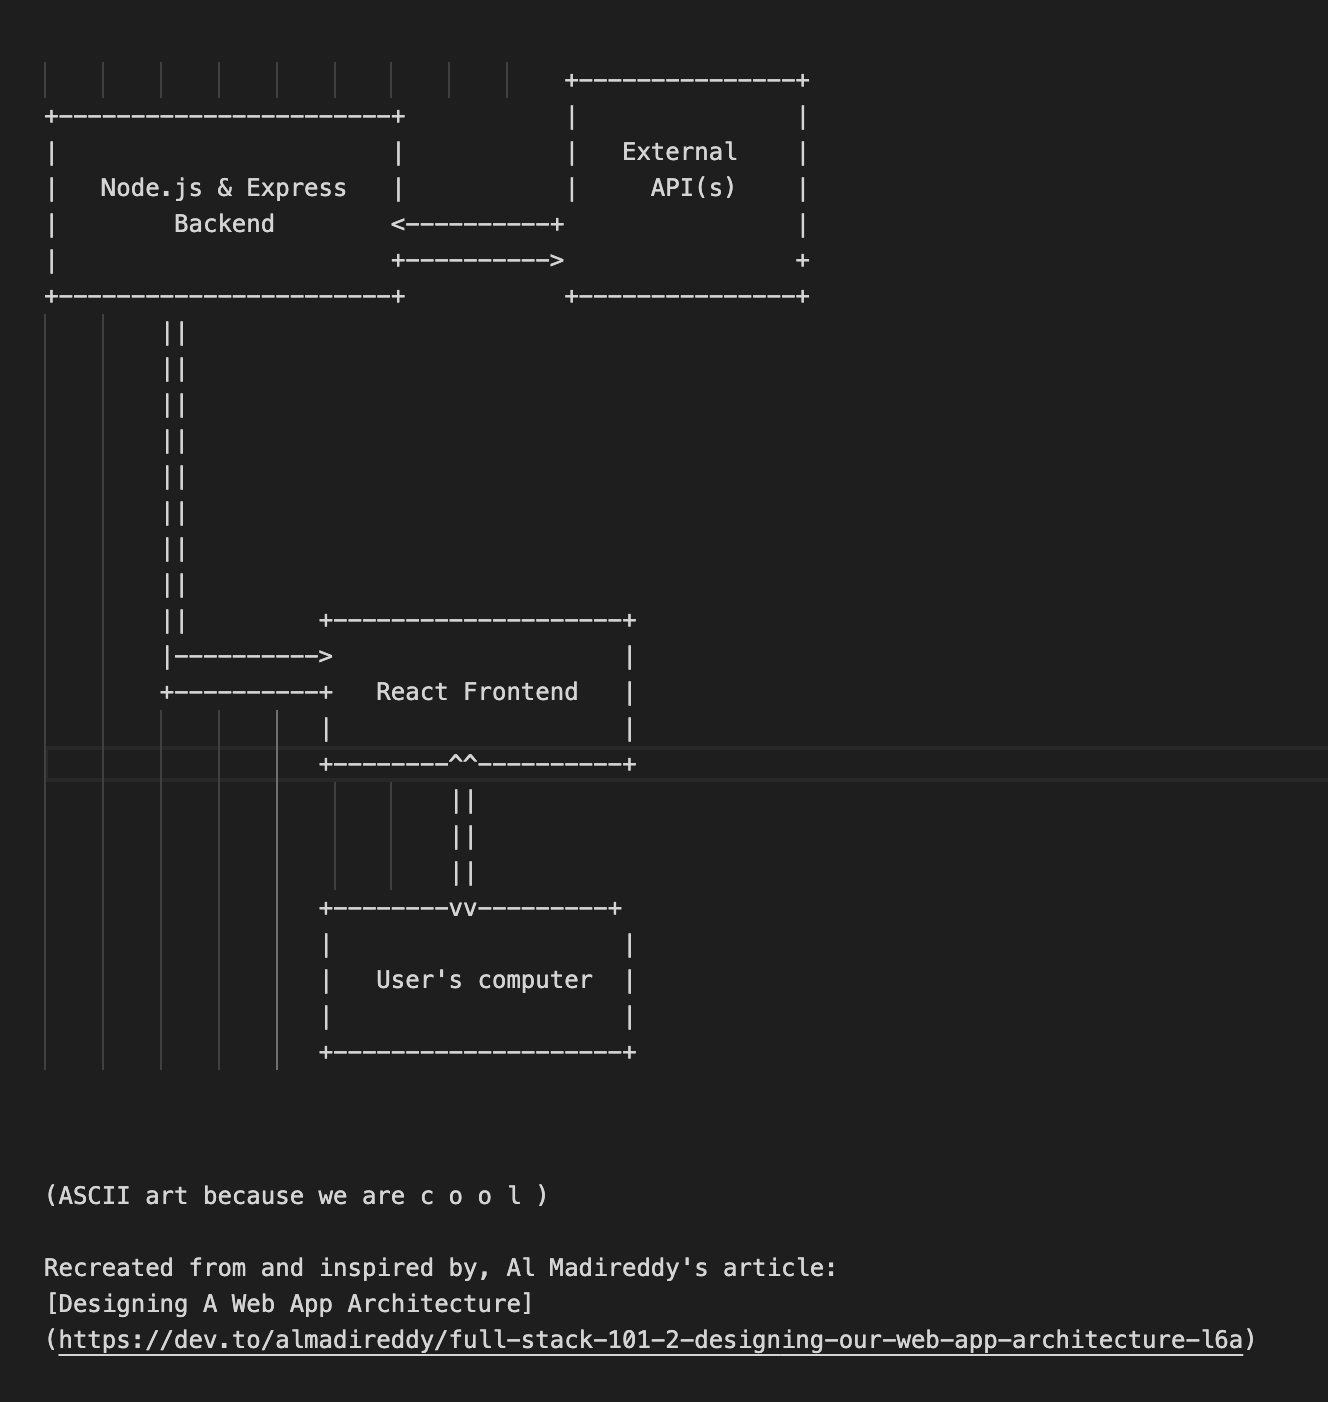 External
Node.js & Express API(s)
Backend
React Frontend
User's computer
(ASCII art because we are c o o l )
Recreated from and inspired by, Al Madireddy's article:
[Designing A Web App Architecture]
(https://dev.to/almadireddy/full-stack-101-2-designing-our-web-app-architecture-l6a)